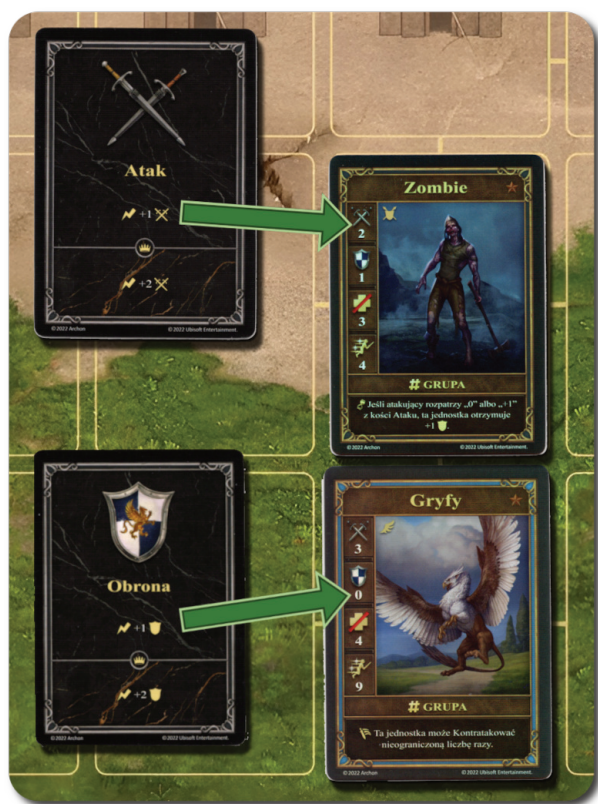 Atak
+1
+2
© 2022 Archon © 2022 Ubisoft Entertainment.
Zombie
2
1
3
4
# GRUPA
Jeśli atakujący rozpatrzy „0” albo „+1”
z kości Ataku, ta jednostka otrzymuje
+1 .
© 2022 Archon © 2022 Ubisoft Entertainment.
Obrona
+1
+2
© 2022 Archon © 2022 Ubisoft Entertainment.
Gryfy
3
0
4
9
# GRUPA
Ta jednostka może Kontratakować
nieograniczoną liczbę razy.
© 2022 Archon © 2022 Ubisoft Entertainment.